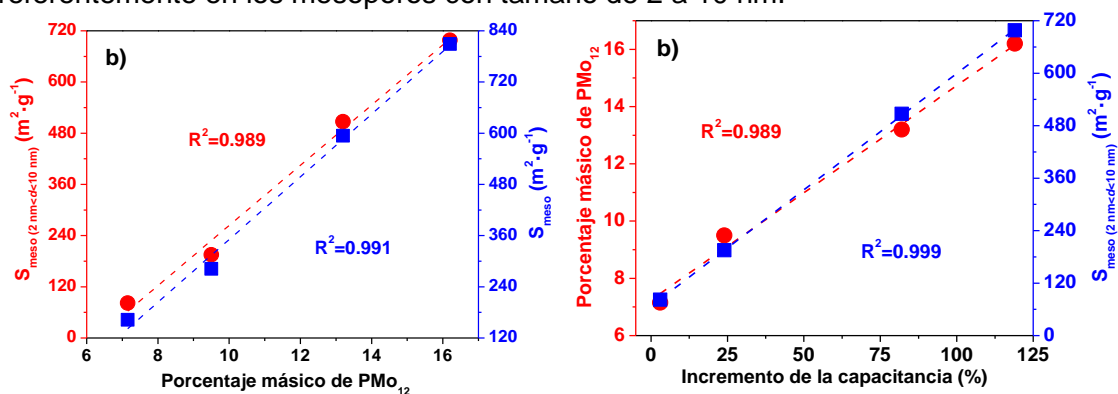 referentemente en los mesoporos con tamaño de 2 a 10 nm.
b)
S meso (2 nm<d<10 nm) (m²·g⁻¹)
720
600
480
360
240
120
0
R²=0.989
R²=0.991
840
720
600
480
360
240
120
S meso (m²·g⁻¹)
6 8 10 12 14 16
Porcentaje másico de PMo₁₂
b)
Porcentaje másico de PMo₁₂
16
14
12
10
8
6
R²=0.989
R²=0.999
720
600
480
360
240
120
0
S meso (2 nm<d<10 nm) (m²·g⁻¹)
0 25 50 75 100 125
Incremento de la capacitancia (%)